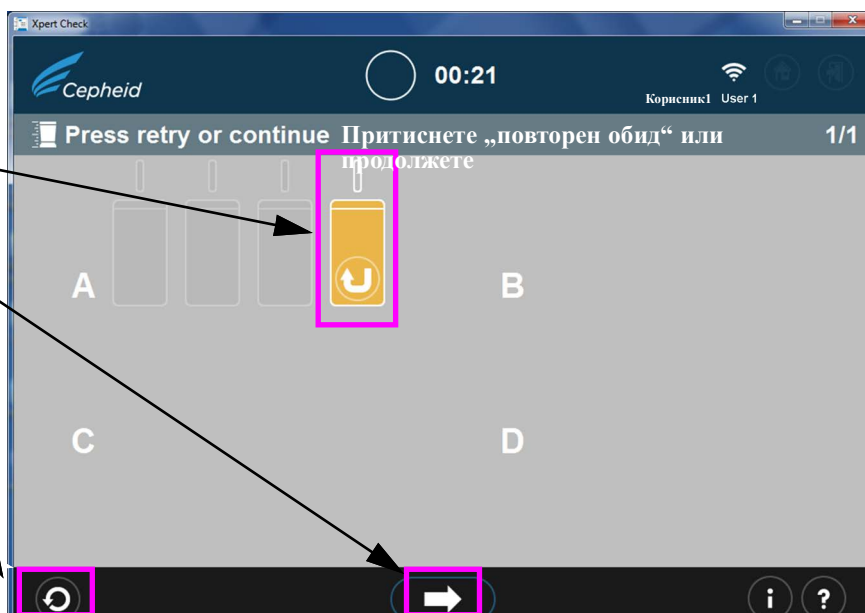 Xpert Check
Cepheid
00:21
Корисник1 User 1
Press retry or continue Притиснете „повторен обид“ или продолжете
1/1
A
B
C
D
i
?